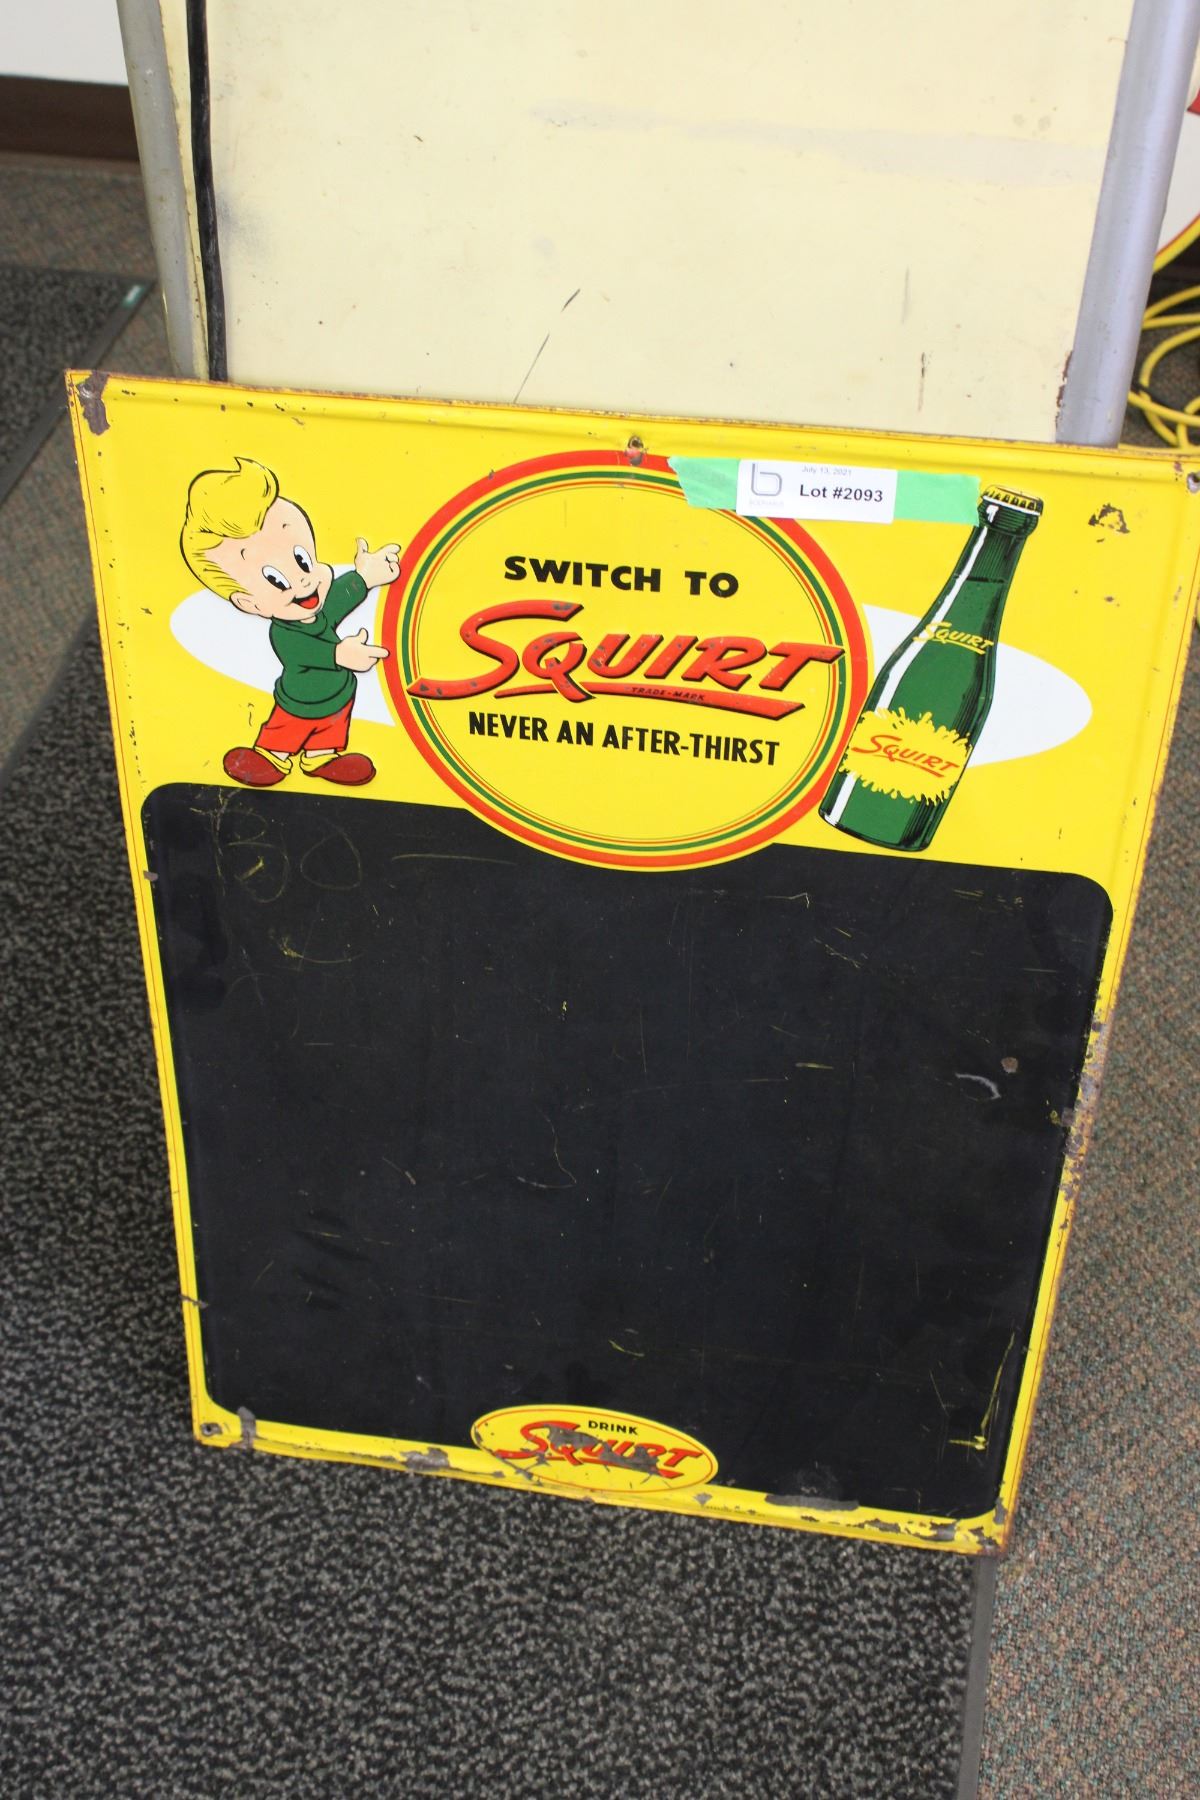 July 13, 2021
Lot #2093
SWITCH TO
SQUIRT
TRADE-MARK
NEVER AN AFTER-THIRST
SQUIRT
SQUIRT
DRINK
SQUIRT